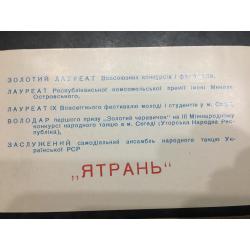 ЗОЛОТИЙ ЛАУРЕАТ Всесоюзних конкурсів і фестивалів,
ЛАУРЕАТ Республіканської комсомольської премії імені Миколи
Островського,
ЛАУРЕАТ IX Всесвітнього фестивалю молоді і студентів у м. Софії,
ВОЛОДАР першого призу „Золотий черевичок“ на III Міжнародному
конкурсі народного танцю в м. Сегеді (Угорська Народна Рес-
публіка),
ЗАСЛУЖЕНИЙ самодіяльний ансамбль народного танцю Ук-
раїнської РСР
„ЯТРАНЬ“